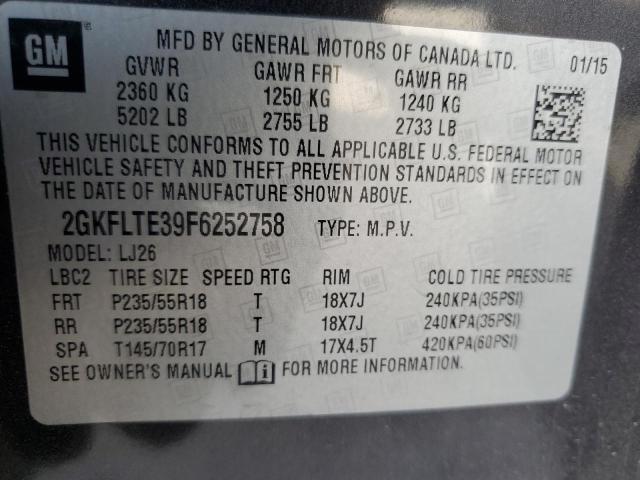 GM
MFD BY GENERAL MOTORS OF CANADA LTD. 01/15
GVWR GAWR FRT GAWR RR
2360 KG 1250 KG 1240 KG
5202 LB 2755 LB 2733 LB
THIS VEHICLE CONFORMS TO ALL APPLICABLE U.S. FEDERAL MOTOR
VEHICLE SAFETY AND THEFT PREVENTION STANDARDS IN EFFECT ON
THE DATE OF MANUFACTURE SHOWN ABOVE.
2GKFLTE39F6252758 TYPE: M.P.V.
MODEL: LJ26
LBC2 TIRE SIZE SPEED RTG RIM COLD TIRE PRESSURE
FRT P235/55R18 T 18X7J 240KPA(35PSI)
RR P235/55R18 T 18X7J 240KPA(35PSI)
SPA T145/70R17 M 17X4.5T 420KPA(60PSI)
SEE OWNER'S MANUAL FOR MORE INFORMATION.